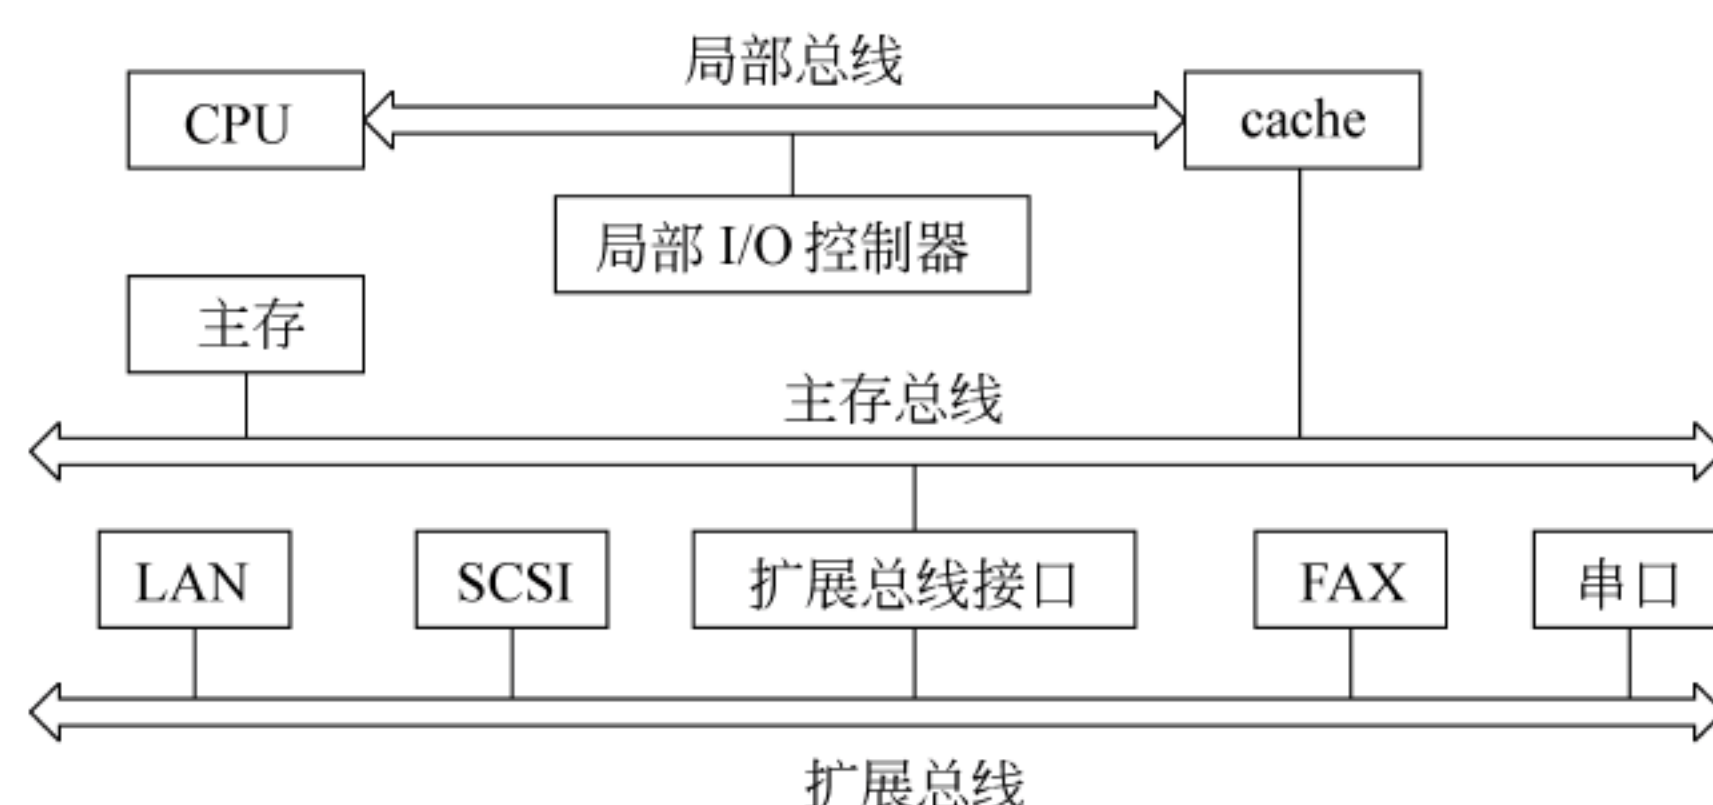 局部总线
CPU
cache
局部 I/O 控制器
主存
主存总线
LAN
SCSI
扩展总线接口
FAX
串口
扩展总线